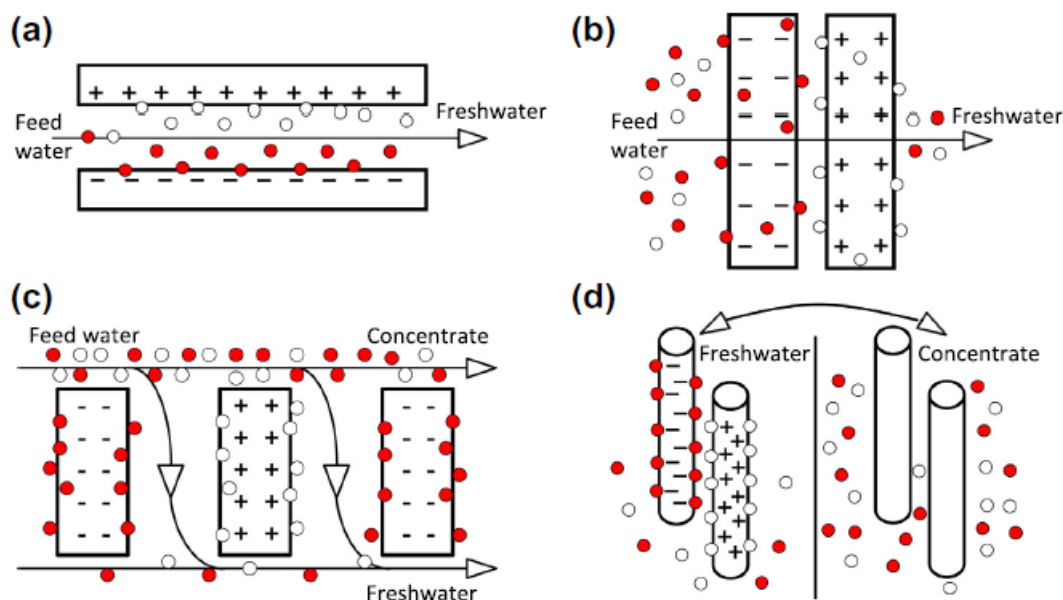 (a)
+ + + + + + + + + +
Feed
water
Freshwater
− − − − − − − − − −
(b)
− − + +
− − + +
− − + +
Feed
water
Freshwater
− − + +
− − + +
− − + +
(c)
Feed water
Concentrate
- - + + - -
- - + + - -
- - + + - -
- - + + - -
- - + + - -
Freshwater
(d)
Freshwater
Concentrate